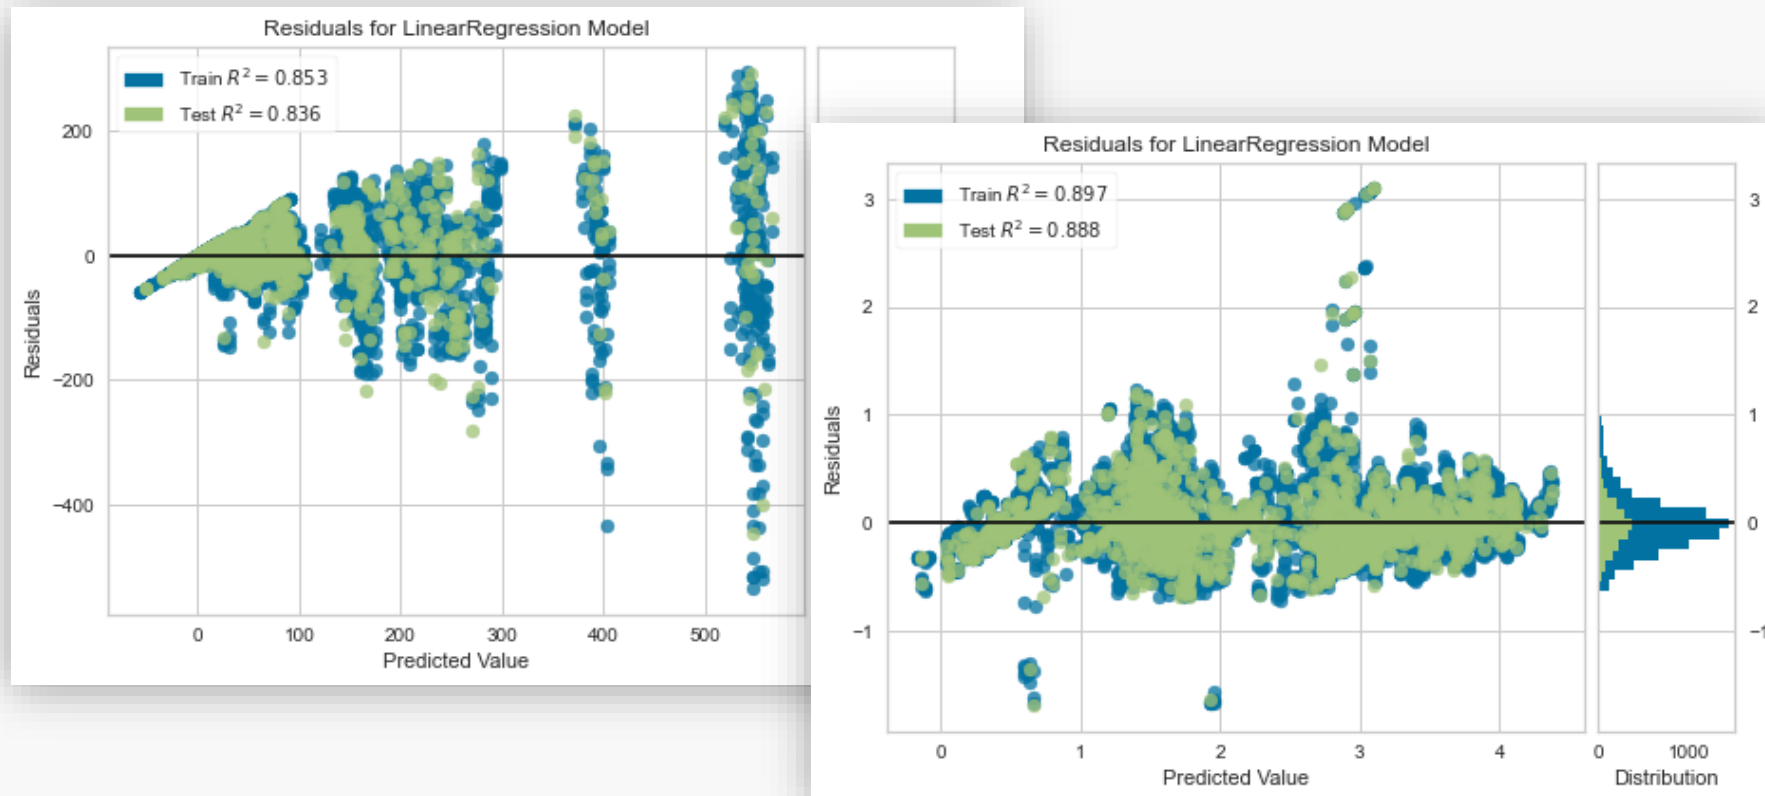 Residuals for LinearRegression Model
Train R² = 0.853
Test R² = 0.836
200
0
−200
−400
Residuals
0 100 200 300 400 500
Predicted Value
Residuals for LinearRegression Model
Train R² = 0.897
Test R² = 0.888
3
2
1
0
−1
Residuals
0 1 2 3 4
Predicted Value
3
2
1
0
−1
0 1000
Distribution